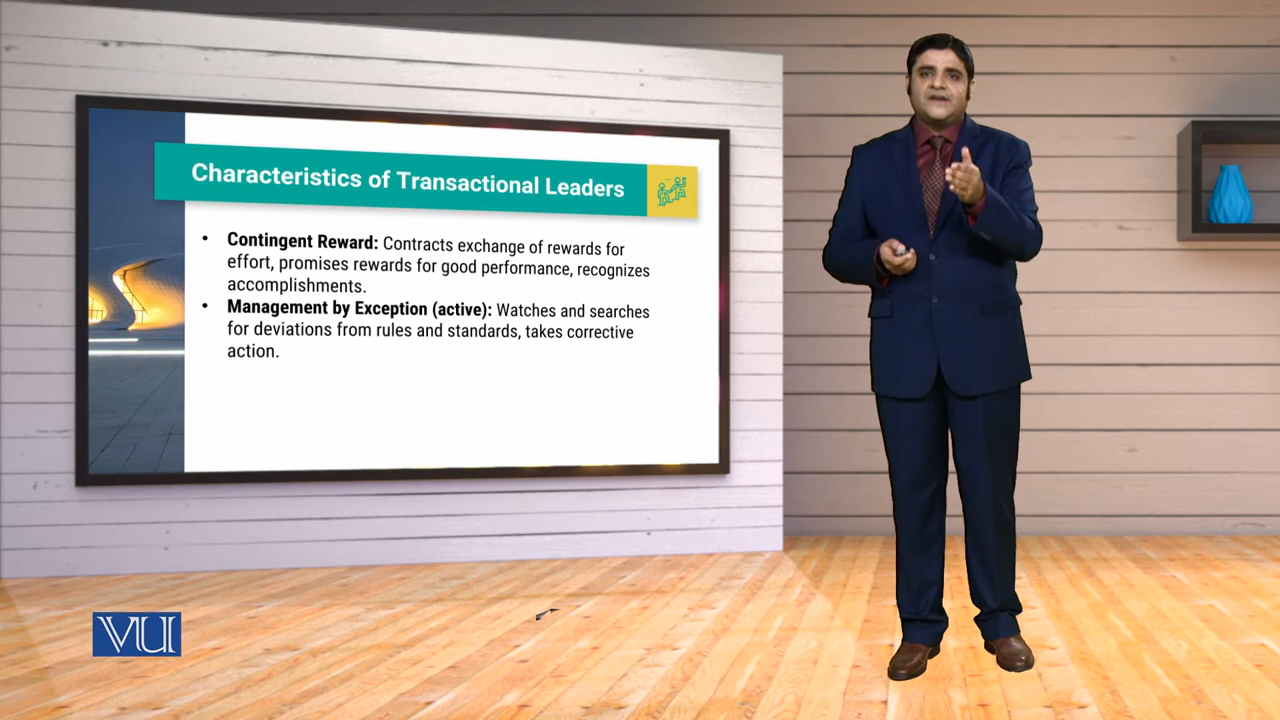 Characteristics of Transactional Leaders
• Contingent Reward: Contracts exchange of rewards for
effort, promises rewards for good performance, recognizes
accomplishments.
• Management by Exception (active): Watches and searches
for deviations from rules and standards, takes corrective
action.
VU